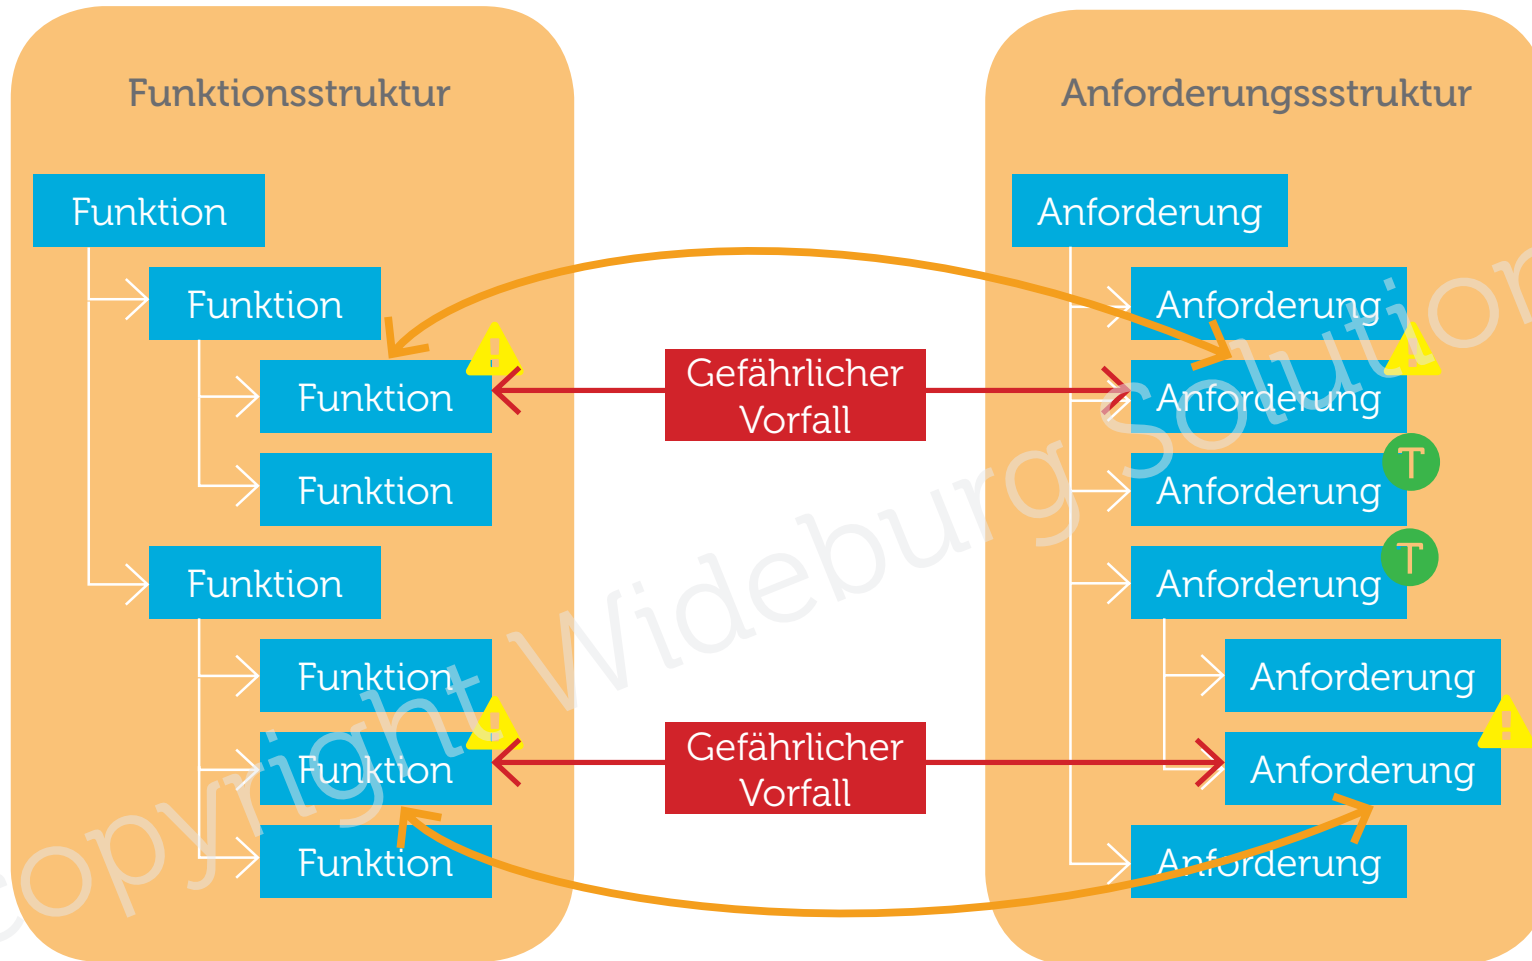 Funktionsstruktur
Funktion
Funktion
Funktion
Funktion
Funktion
Funktion
Funktion
Funktion
Gefährlicher
Vorfall
Gefährlicher
Vorfall
Anforderungssstruktur
Anforderung
Anforderung
Anforderung
Anforderung
T
Anforderung
T
Anforderung
Anforderung
Anforderung
copyright Wideburg Solution